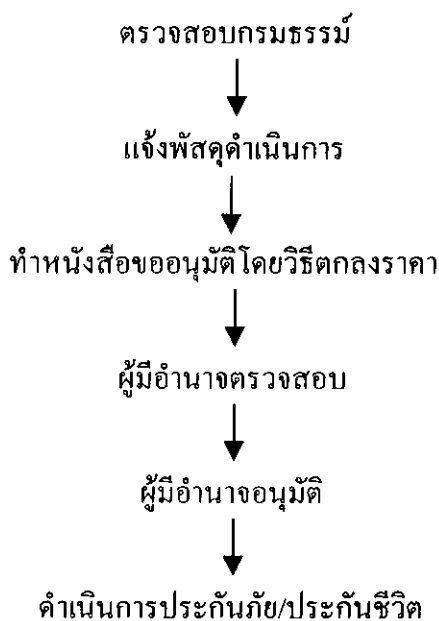 ตรวจสอบกรมธรรม์
แจ้งพัสดุดำเนินการ
ทำหนังสือขออนุมัติโดยวิธีตกลงราคา
ผู้มีอำนาจตรวจสอบ
ผู้มีอำนาจอนุมัติ
ดำเนินการประกันภัย/ประกันชีวิต